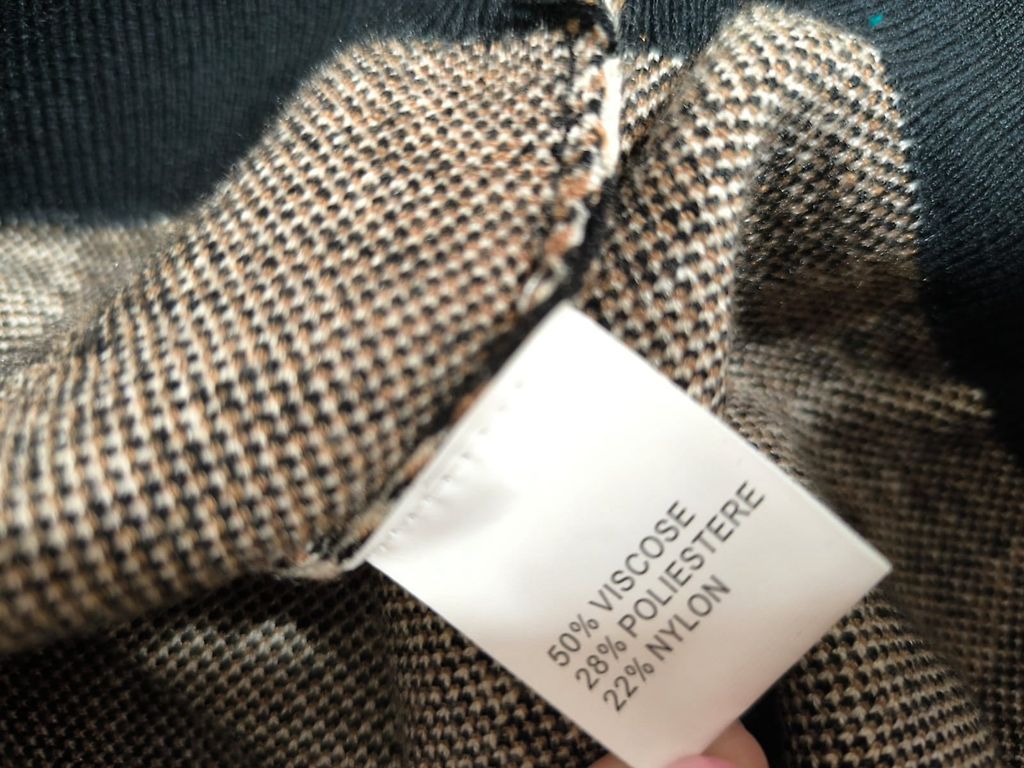 50% VISCOSE
28% POLIESTERE
22% NYLON